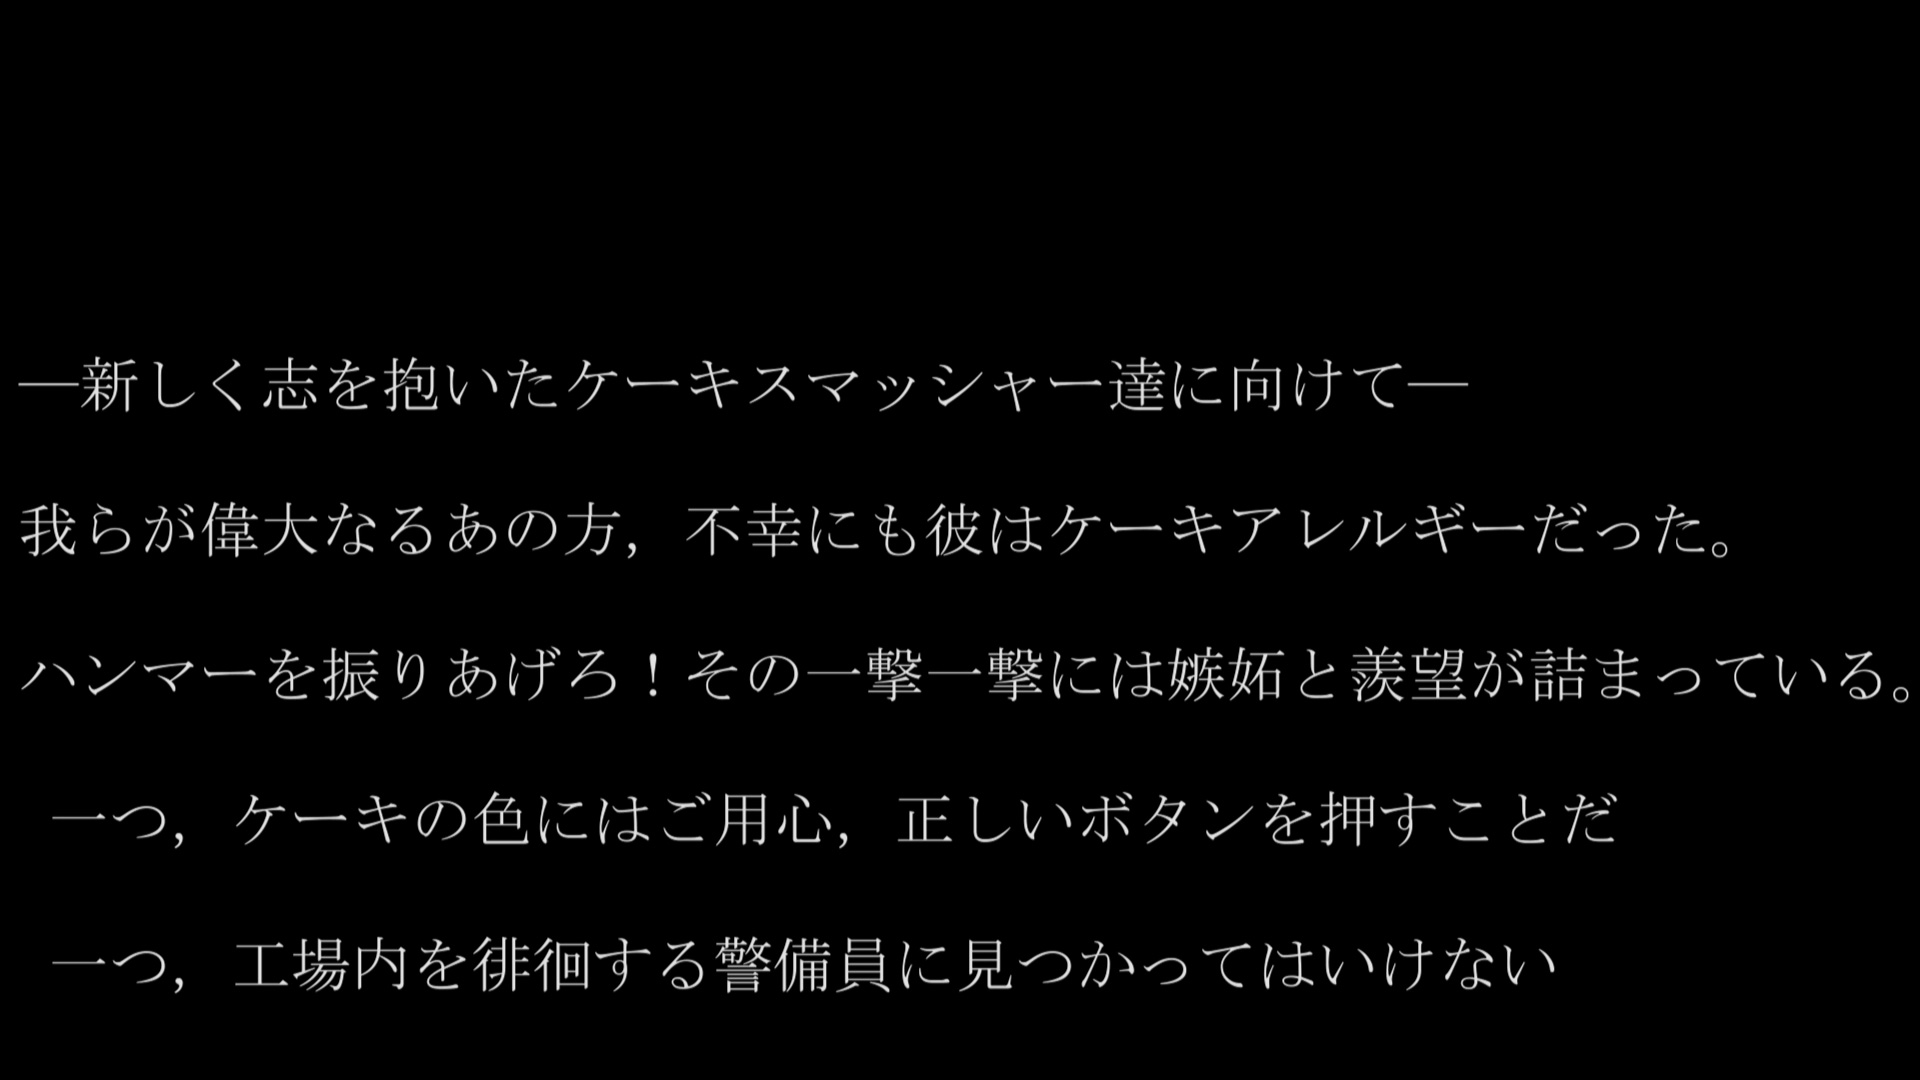 ―新しく志を抱いたケーキスマッシャー達に向けて―
我らが偉大なるあの方，不幸にも彼はケーキアレルギーだった。
ハンマーを振りあげろ！その一撃一撃には嫉妬と羨望が詰まっている。
一つ，ケーキの色にはご用心，正しいボタンを押すことだ
一つ，工場内を徘徊する警備員に見つかってはいけない